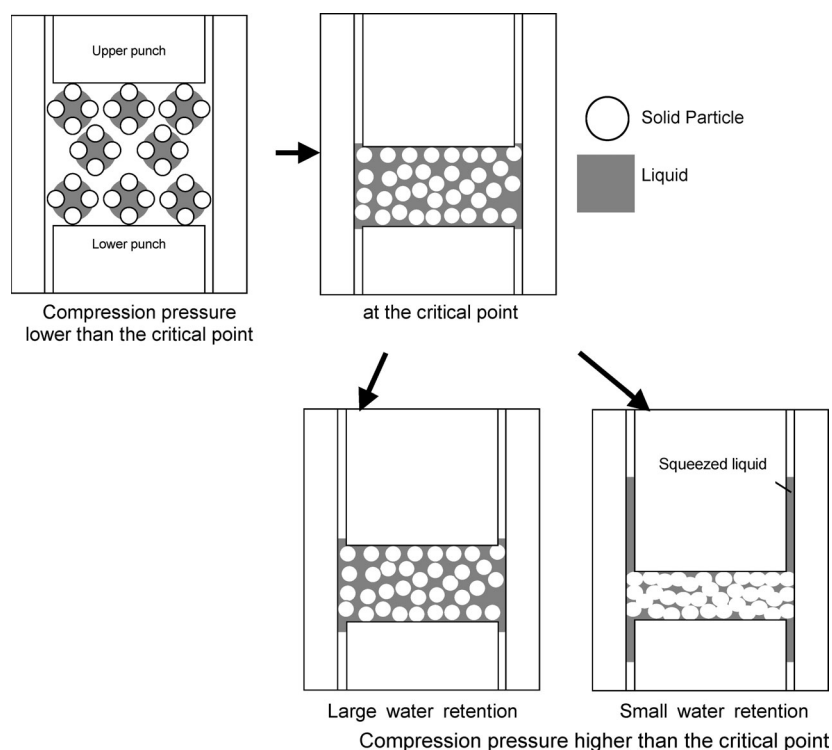 Upper punch
Lower punch
Solid Particle
Liquid
Compression pressure
lower than the critical point
at the critical point
Squeezed liquid
Large water retention
Small water retention
Compression pressure higher than the critical point